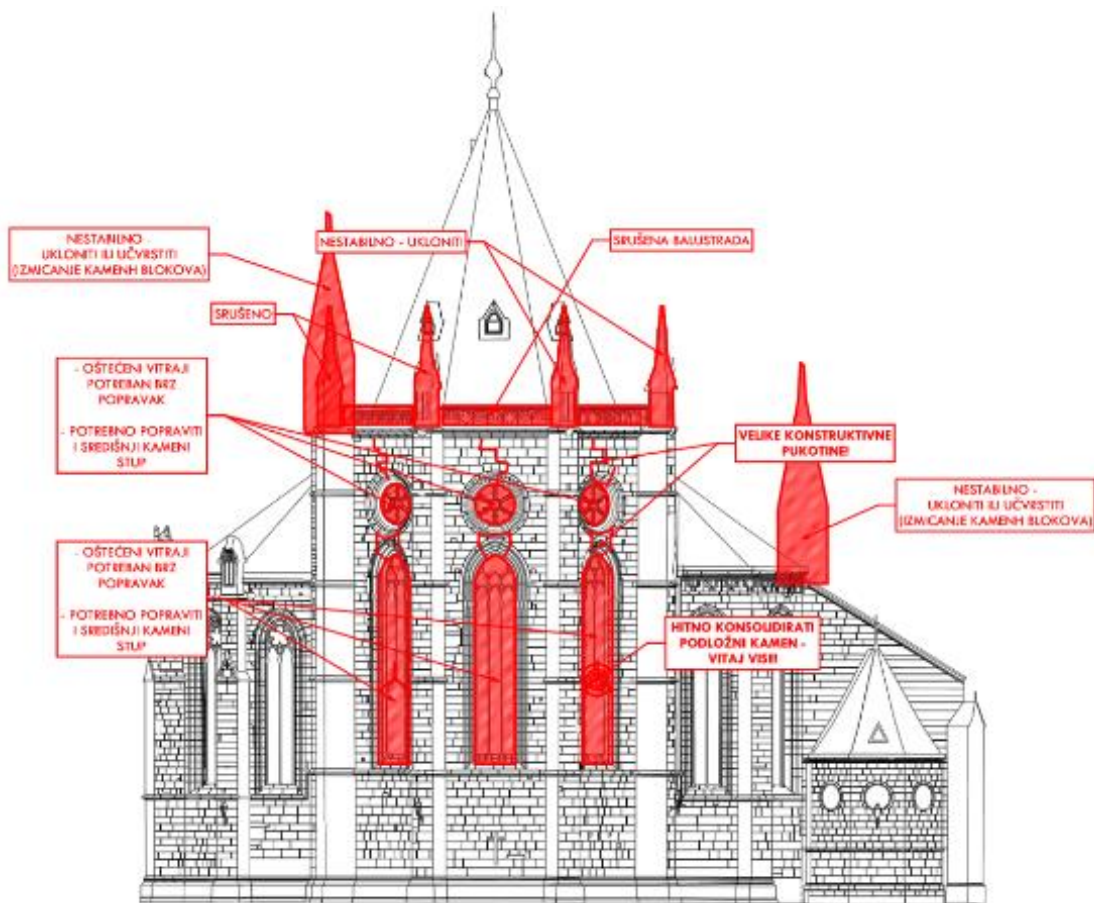 NESTABILNO -
UKLONITI ILI UČVRSTITI
(IZMICANJE KAMENH BLOKOVA)
NESTABILNO - UKLONITI
SRUŠENA BALUSTRADA
SRUŠENO
- OŠTEĆENI VITRAJI
POTREBAN BRZ
POPRAVAK
- POTREBNO POPRAVITI
I SREDIŠNJI KAMENI
STUP
VELIKE KONSTRUKTIVNE
PUKOTINE!
NESTABILNO -
UKLONITI ILI UČVRSTITI
(IZMICANJE KAMENH BLOKOVA)
- OŠTEĆENI VITRAJI
POTREBAN BRZ
POPRAVAK
- POTREBNO POPRAVITI
I SREDIŠNJI KAMENI
STUP
HITNO KONSOLIDIRATI
PODLOŽNI KAMEN -
VITAJ VISI!